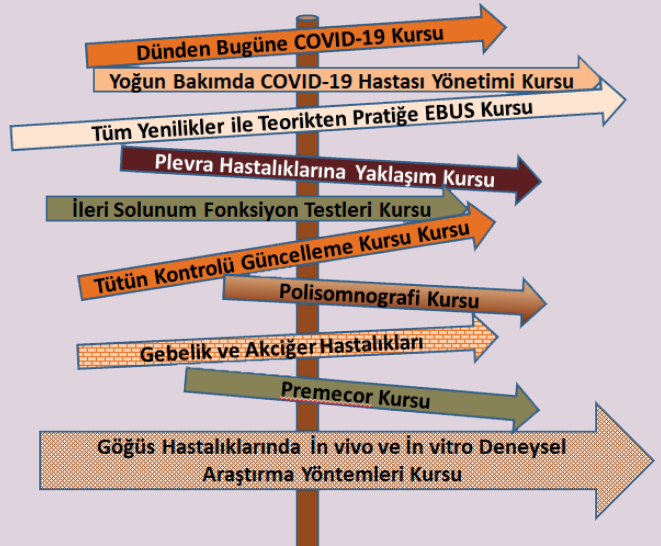 Dünden Bugüne COVID-19 Kursu
Yoğun Bakımda COVID-19 Hastası Yönetimi Kursu
Tüm Yenilikler ile Teorikten Pratiğe EBUS Kursu
Plevra Hastalıklarına Yaklaşım Kursu
İleri Solunum Fonksiyon Testleri Kursu
Tütün Kontrolü Güncelleme Kursu Kursu
Polisomnografi Kursu
Gebelik ve Akciğer Hastalıkları
Premecor Kursu
Göğüs Hastalıklarında İn vivo ve İn vitro Deneysel
Araştırma Yöntemleri Kursu